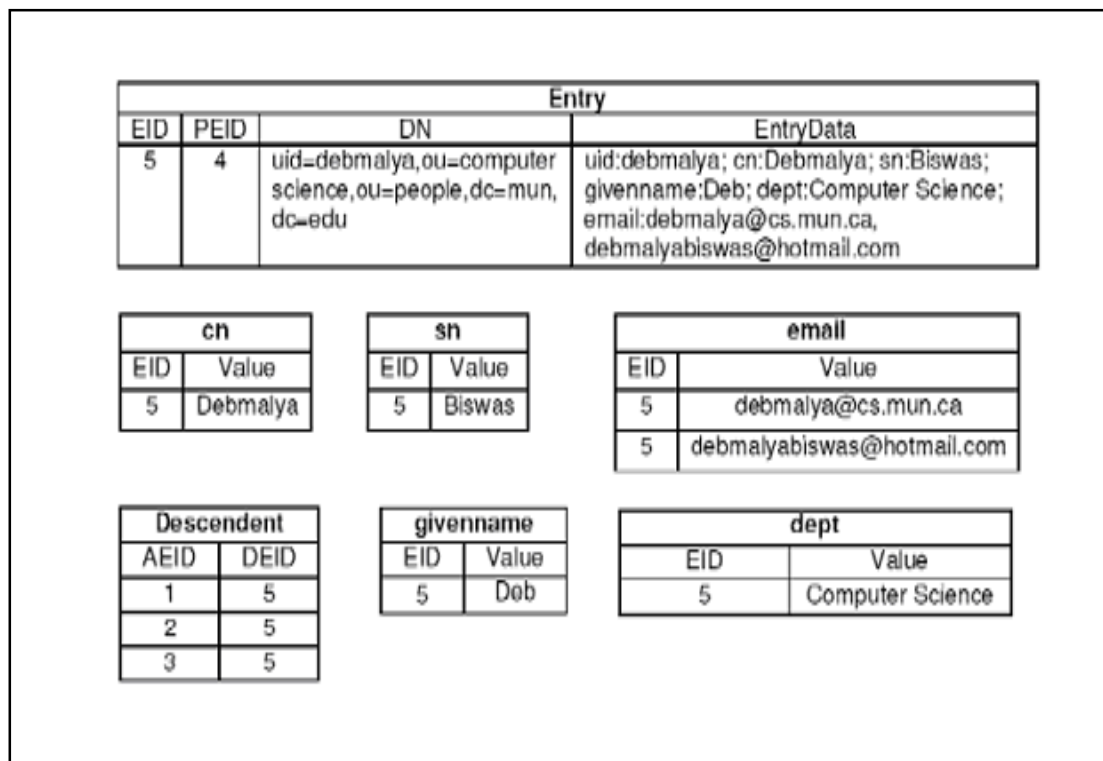 Entry
EID PEID DN EntryData
5 4 uid=debmalya,ou=computer uid:debmalya; cn:Debmalya; sn:Biswas;
science,ou=people,dc=mun, givenname:Deb; dept:Computer Science;
dc=edu email:debmalya@cs.mun.ca,
debmalyabiswas@hotmail.com
cn sn email
EID Value EID Value EID Value
5 Debmalya 5 Biswas 5 debmalya@cs.mun.ca
5 debmalyabiswas@hotmail.com
Descendent givenname dept
AEID DEID EID Value EID Value
1 5 5 Deb 5 Computer Science
2 5
3 5